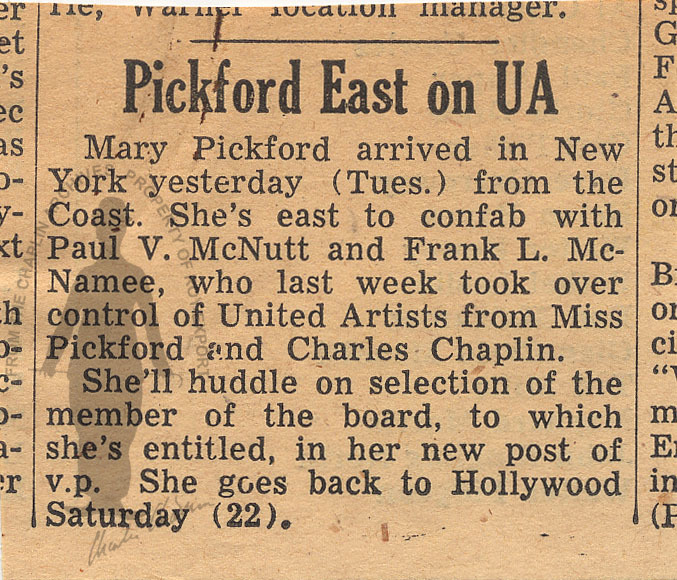 Warner location manager.
Pickford East on UA
Mary Pickford arrived in New
York yesterday (Tues.) from the
Coast. She's east to confab with
Paul V. McNutt and Frank L. Mc-
Namee, who last week took over
control of United Artists from Miss
Pickford and Charles Chaplin.
She'll huddle on selection of the
member of the board, to which
she's entitled, in her new post of
v.p. She goes back to Hollywood
Saturday (22).